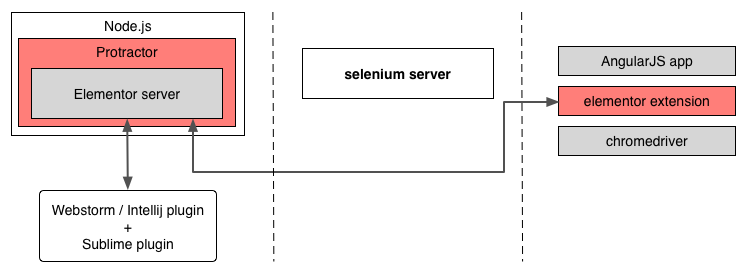 Node.js
Protractor
Elementor server
Webstorm / Intellij plugin
+
Sublime plugin
selenium server
AngularJS app
elementor extension
chromedriver